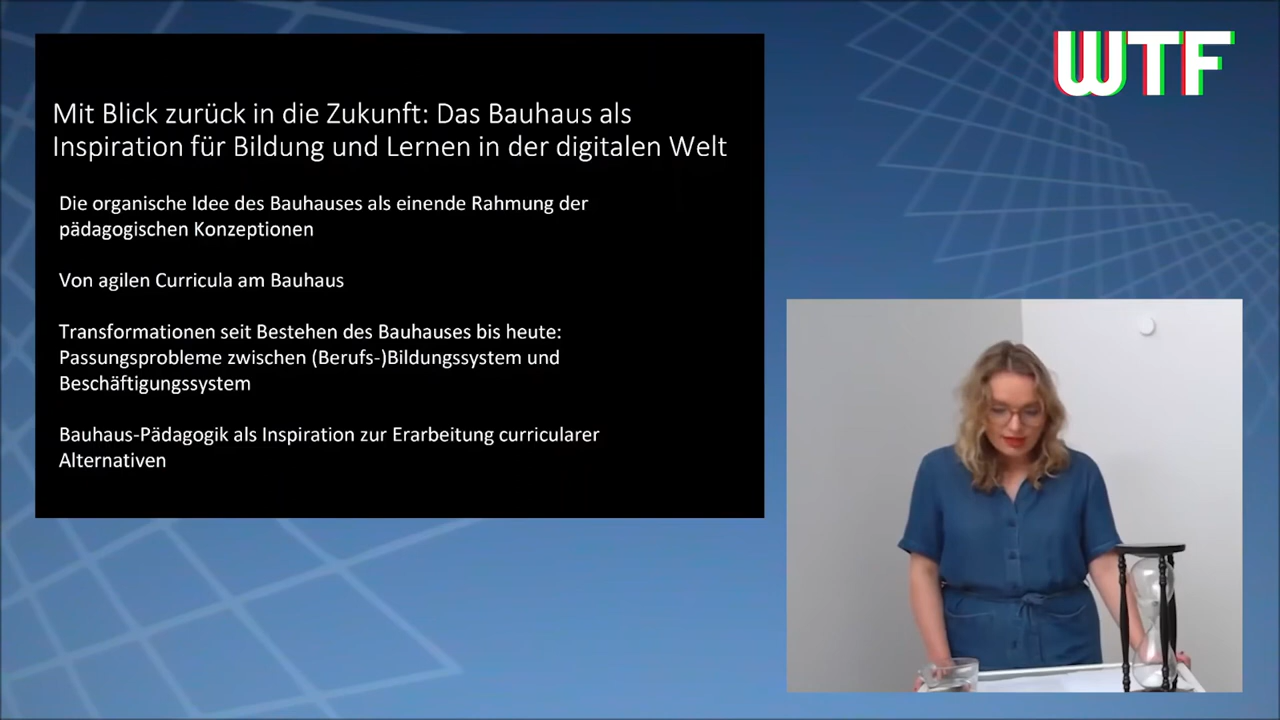 WTF
Mit Blick zurück in die Zukunft: Das Bauhaus als
Inspiration für Bildung und Lernen in der digitalen Welt
Die organische Idee des Bauhauses als einende Rahmung der
pädagogischen Konzeptionen
Von agilen Curricula am Bauhaus
Transformationen seit Bestehen des Bauhauses bis heute:
Passungsprobleme zwischen (Berufs-)Bildungssystem und
Beschäftigungssystem
Bauhaus-Pädagogik als Inspiration zur Erarbeitung curricularer
Alternativen